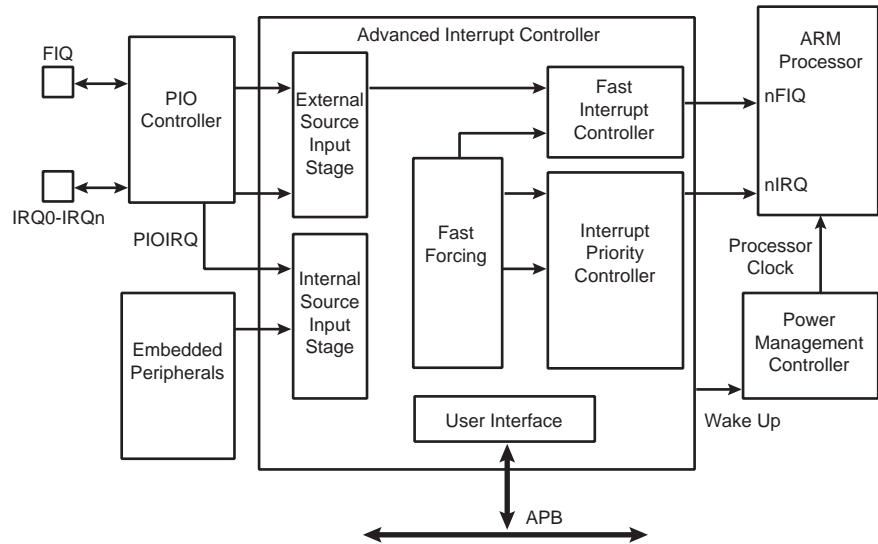 Advanced Interrupt Controller
FIQ
PIO
Controller
IRQ0-IRQn
PIOIRQ
Embedded
Peripherals
External
Source
Input
Stage
Internal
Source
Input
Stage
Fast
Forcing
Fast
Interrupt
Controller
Interrupt
Priority
Controller
User Interface
APB
ARM
Processor
nFIQ
nIRQ
Processor
Clock
Power
Management
Controller
Wake Up